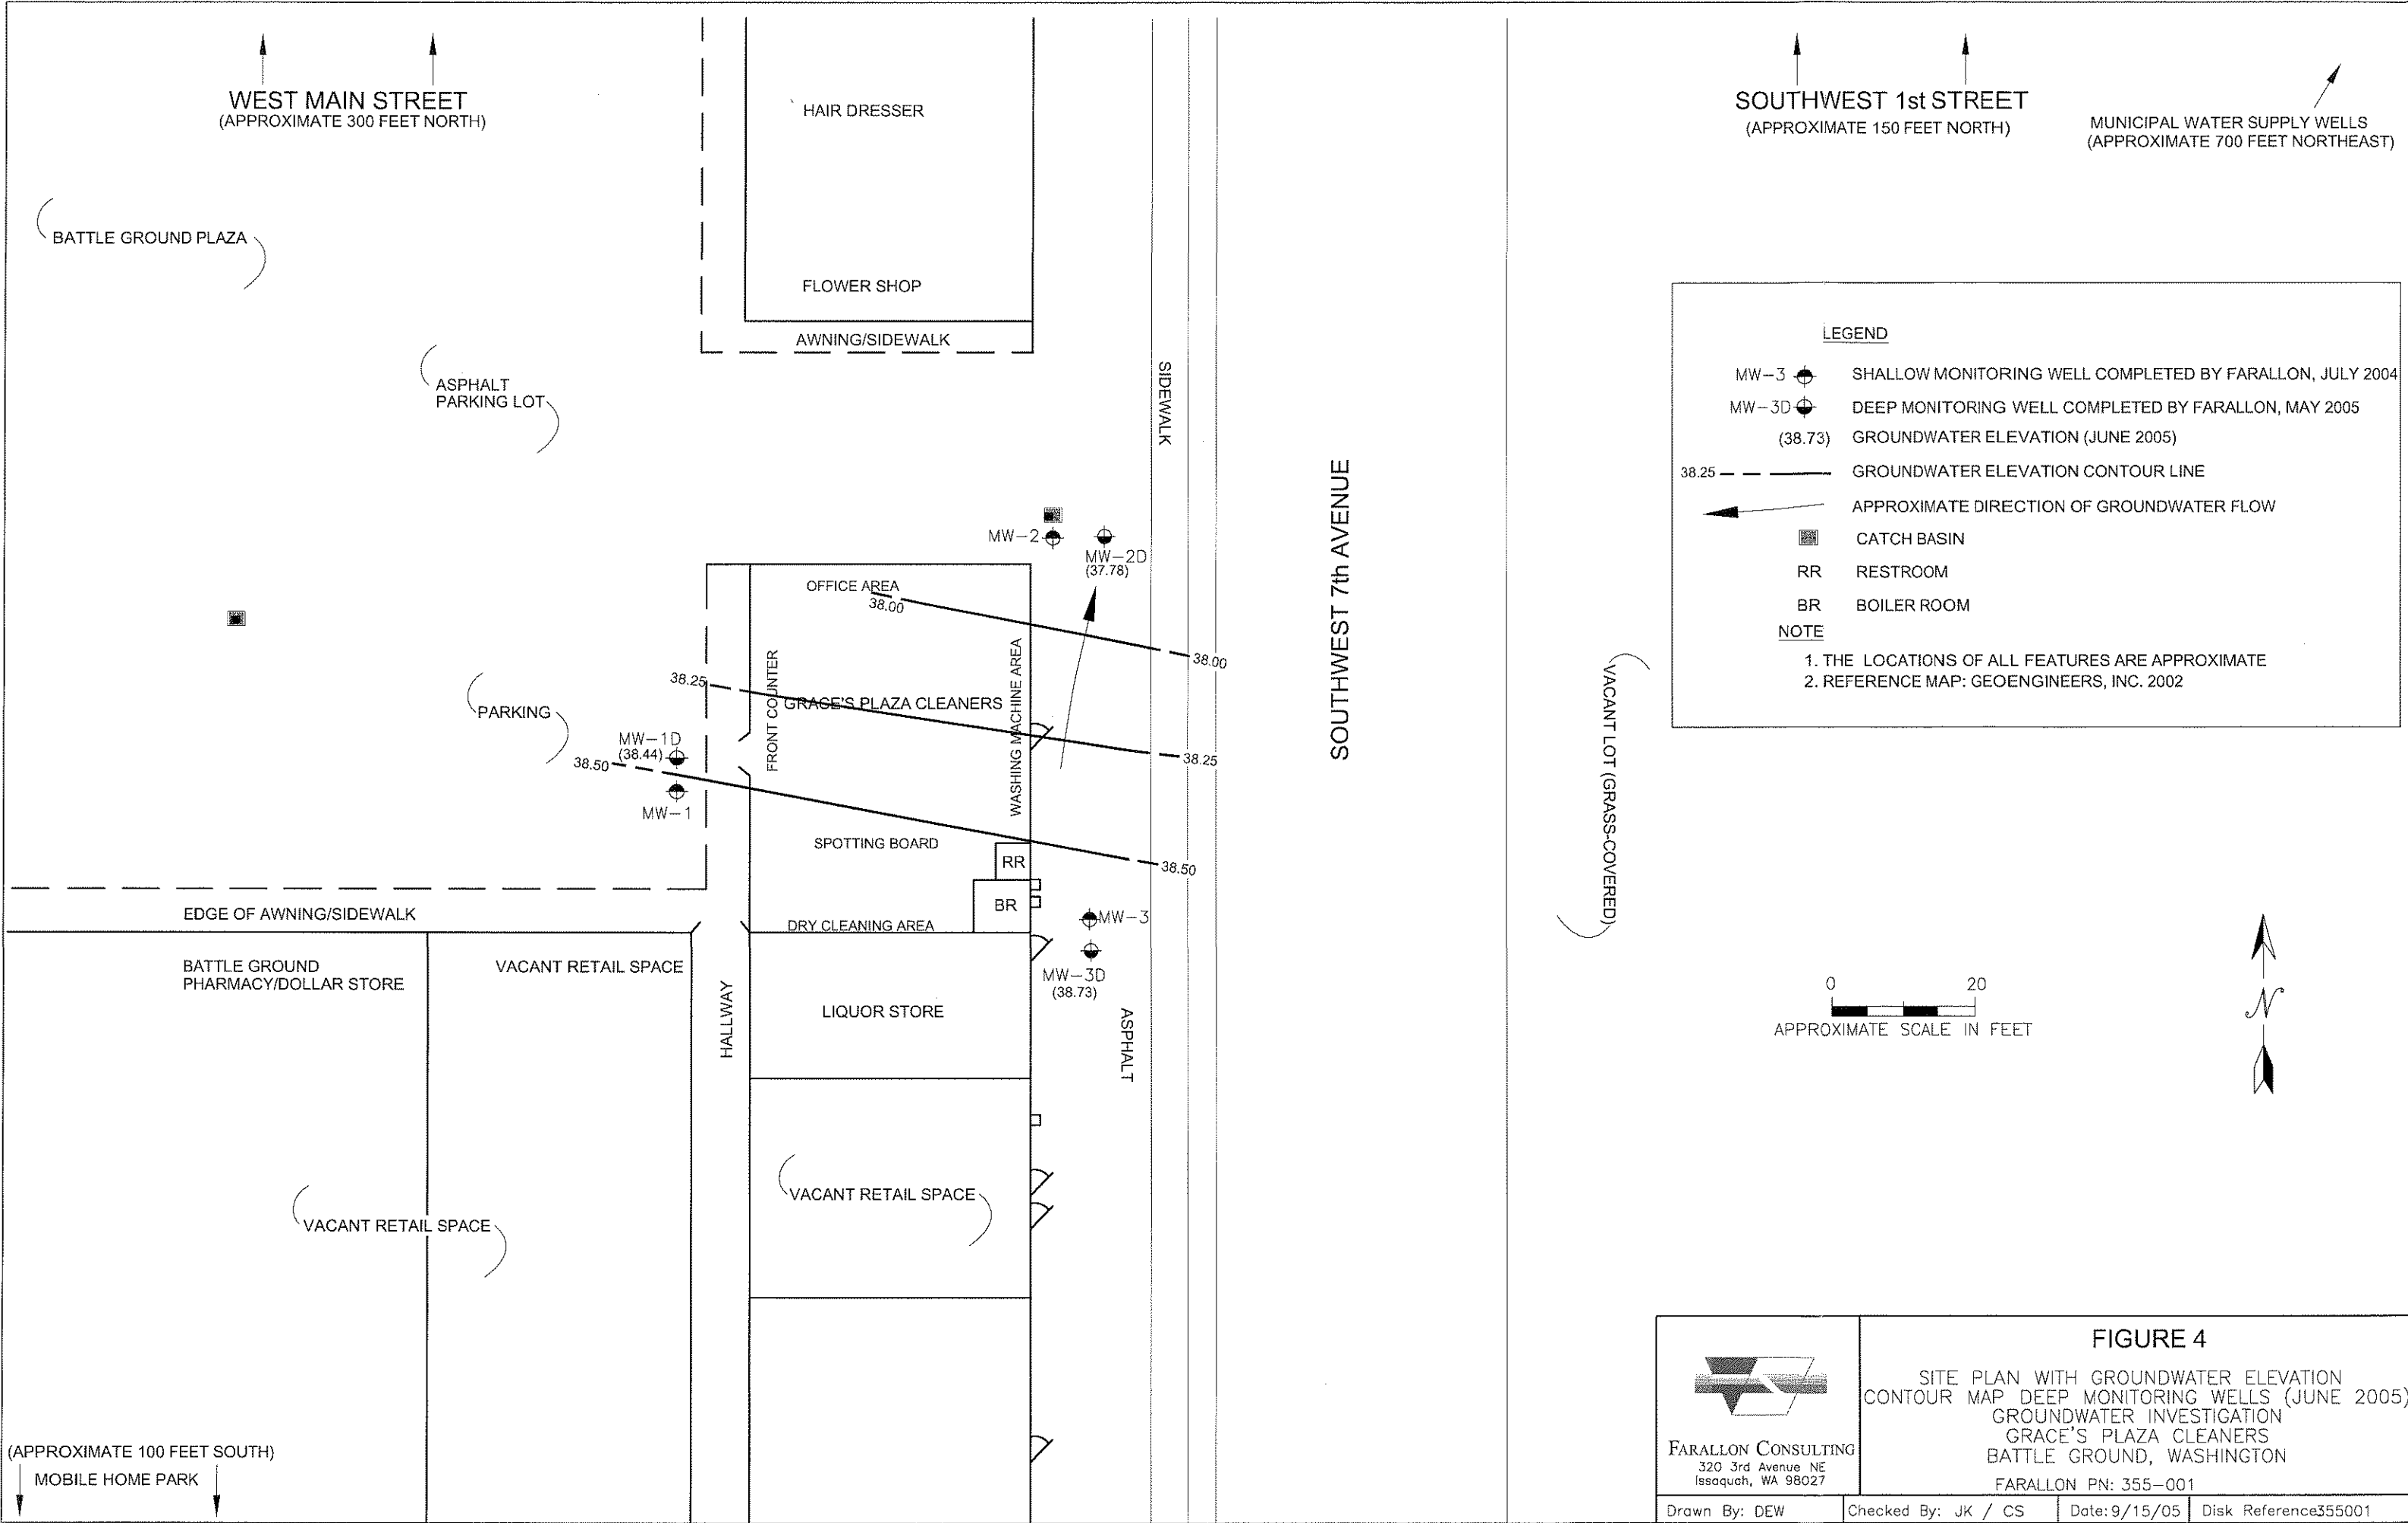 WEST MAIN STREET
(APPROXIMATE 300 FEET NORTH)
HAIR DRESSER
SOUTHWEST 1st STREET
(APPROXIMATE 150 FEET NORTH)
MUNICIPAL WATER SUPPLY WELLS
(APPROXIMATE 700 FEET NORTHEAST)
BATTLE GROUND PLAZA
FLOWER SHOP
AWNING/SIDEWALK
ASPHALT
PARKING LOT
SIDEWALK
LEGEND
MW-3 SHALLOW MONITORING WELL COMPLETED BY FARALLON, JULY 2004
MW-3D DEEP MONITORING WELL COMPLETED BY FARALLON, MAY 2005
(38.73) GROUNDWATER ELEVATION (JUNE 2005)
38.25 GROUNDWATER ELEVATION CONTOUR LINE
APPROXIMATE DIRECTION OF GROUNDWATER FLOW
CATCH BASIN
RR RESTROOM
BR BOILER ROOM
NOTE
1. THE LOCATIONS OF ALL FEATURES ARE APPROXIMATE
2. REFERENCE MAP: GEOENGINEERS, INC. 2002
MW-2
MW-2D
(37.78)
OFFICE AREA
38.00
38.00
SOUTHWEST 7th AVENUE
38.25
FRONT COUNTER
GRACE'S PLAZA CLEANERS
WASHING MACHINE AREA
38.25
PARKING
MW-1D
(38.44)
38.50
MW-1
SPOTTING BOARD
RR
38.50
VACANT LOT (GRASS-COVERED)
EDGE OF AWNING/SIDEWALK
BR
MW-3
DRY CLEANING AREA
BATTLE GROUND
PHARMACY/DOLLAR STORE
VACANT RETAIL SPACE
MW-3D
(38.73)
HALLWAY
LIQUOR STORE
ASPHALT
0 20
APPROXIMATE SCALE IN FEET
N
VACANT RETAIL SPACE
VACANT RETAIL SPACE
(APPROXIMATE 100 FEET SOUTH)
MOBILE HOME PARK
FARALLON CONSULTING
320 3rd Avenue NE
Issaquah, WA 98027
FIGURE 4
SITE PLAN WITH GROUNDWATER ELEVATION
CONTOUR MAP DEEP MONITORING WELLS (JUNE 2005)
GROUNDWATER INVESTIGATION
GRACE'S PLAZA CLEANERS
BATTLE GROUND, WASHINGTON
FARALLON PN: 355-001
Drawn By: DEW
Checked By: JK / CS
Date: 9/15/05
Disk Reference355001